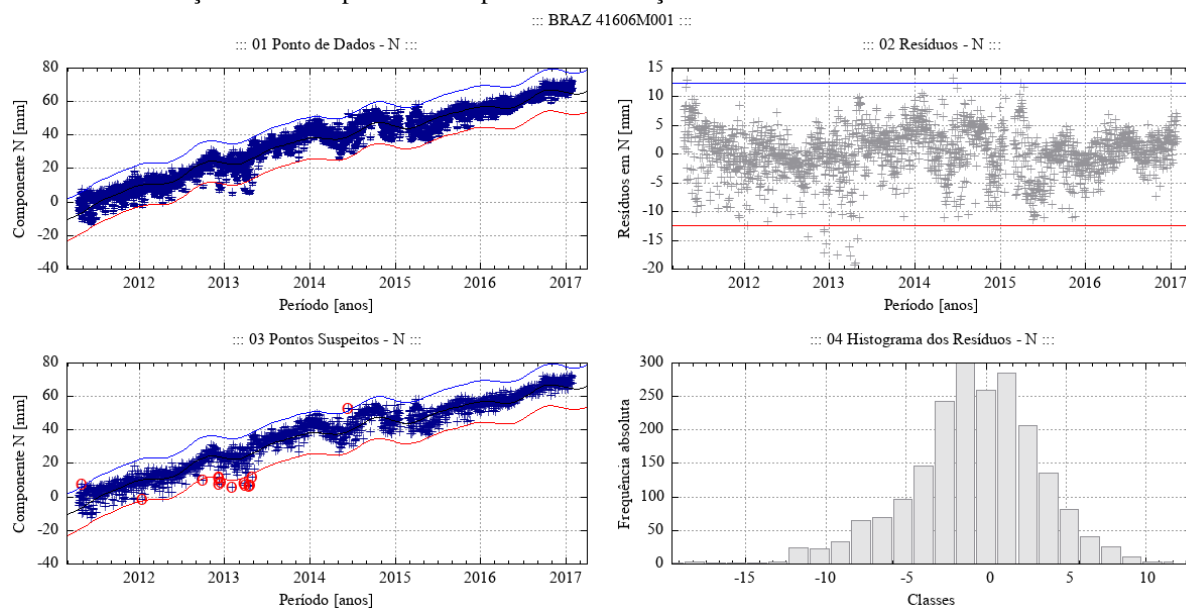 ::: BRAZ 41606M001 :::
::: 01 Ponto de Dados - N :::
Componente N [mm]
80
60
40
20
0
-20
-40
2012 2013 2014 2015 2016 2017
Período [anos]
::: 02 Resíduos - N :::
Resíduos em N [mm]
15
10
5
0
-5
-10
-15
-20
2012 2013 2014 2015 2016 2017
Período [anos]
::: 03 Pontos Suspeitos - N :::
Componente N [mm]
80
60
40
20
0
-20
-40
2012 2013 2014 2015 2016 2017
Período [anos]
::: 04 Histograma dos Resíduos - N :::
Frequência absoluta
300
250
200
150
100
50
0
-15 -10 -5 0 5 10
Classes